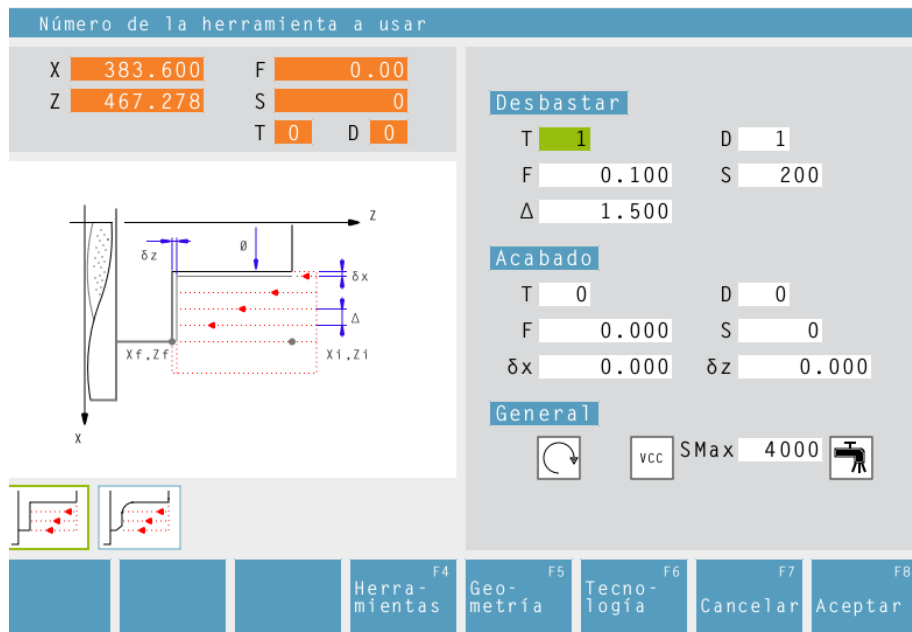 Número de la herramienta a usar
X 383.600 F 0.00
Z 467.278 S 0
T 0 D 0
Desbastar
T 1 D 1
F 0.100 S 200
Δ 1.500
Acabado
T 0 D 0
F 0.000 S 0
δx 0.000 δz 0.000
General
VCC SMax 4000
Z
δz Ø
δx
Δ
Xf,Zf Xi,Zi
X
F4 F5 F6 F7 F8
Herra- Geo- Tecno-
mientas metría logía Cancelar Aceptar